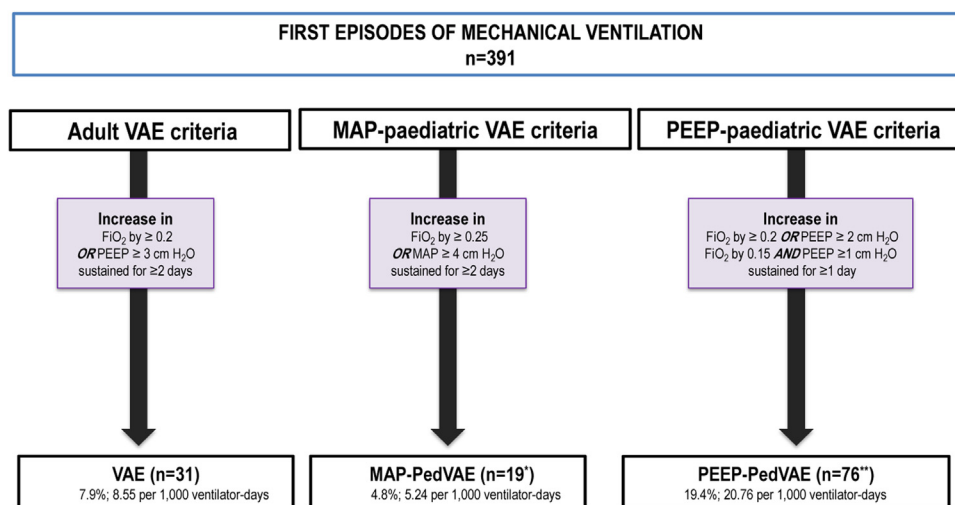 FIRST EPISODES OF MECHANICAL VENTILATION
n=391
Adult VAE criteria
MAP-paediatric VAE criteria
PEEP-paediatric VAE criteria
Increase in
FiO₂ by ≥ 0.2
OR PEEP ≥ 3 cm H₂O
sustained for ≥2 days
Increase in
FiO₂ by ≥ 0.25
OR MAP ≥ 4 cm H₂O
sustained for ≥2 days
Increase in
FiO₂ by ≥ 0.2 OR PEEP ≥ 2 cm H₂O
FiO₂ by 0.15 AND PEEP ≥1 cm H₂O
sustained for ≥1 day
VAE (n=31)
7.9%; 8.55 per 1,000 ventilator-days
MAP-PedVAE (n=19*)
4.8%; 5.24 per 1,000 ventilator-days
PEEP-PedVAE (n=76**)
19.4%; 20.76 per 1,000 ventilator-days